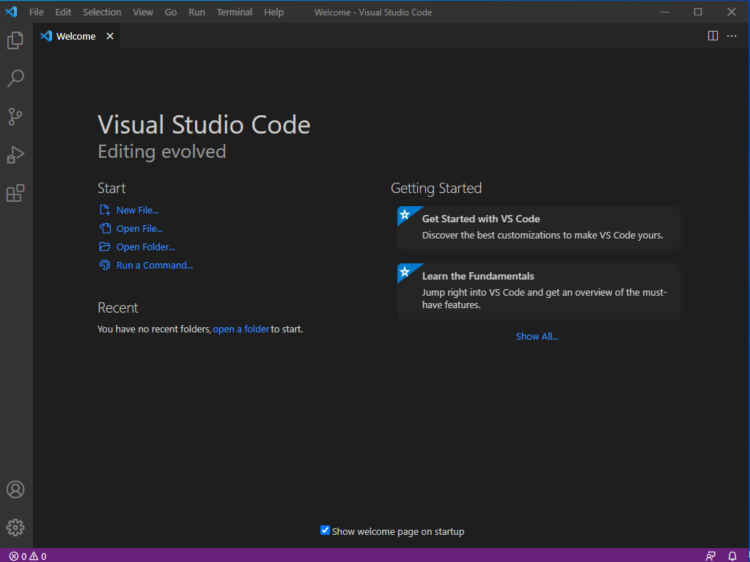 File Edit Selection View Go Run Terminal Help Welcome - Visual Studio Code
Welcome
Visual Studio Code
Editing evolved
Start
New File...
Open File...
Open Folder...
Run a Command...
Recent
You have no recent folders, open a folder to start.
Getting Started
Get Started with VS Code
Discover the best customizations to make VS Code yours.
Learn the Fundamentals
Jump right into VS Code and get an overview of the must-
have features.
Show All...
Show welcome page on startup
0 0